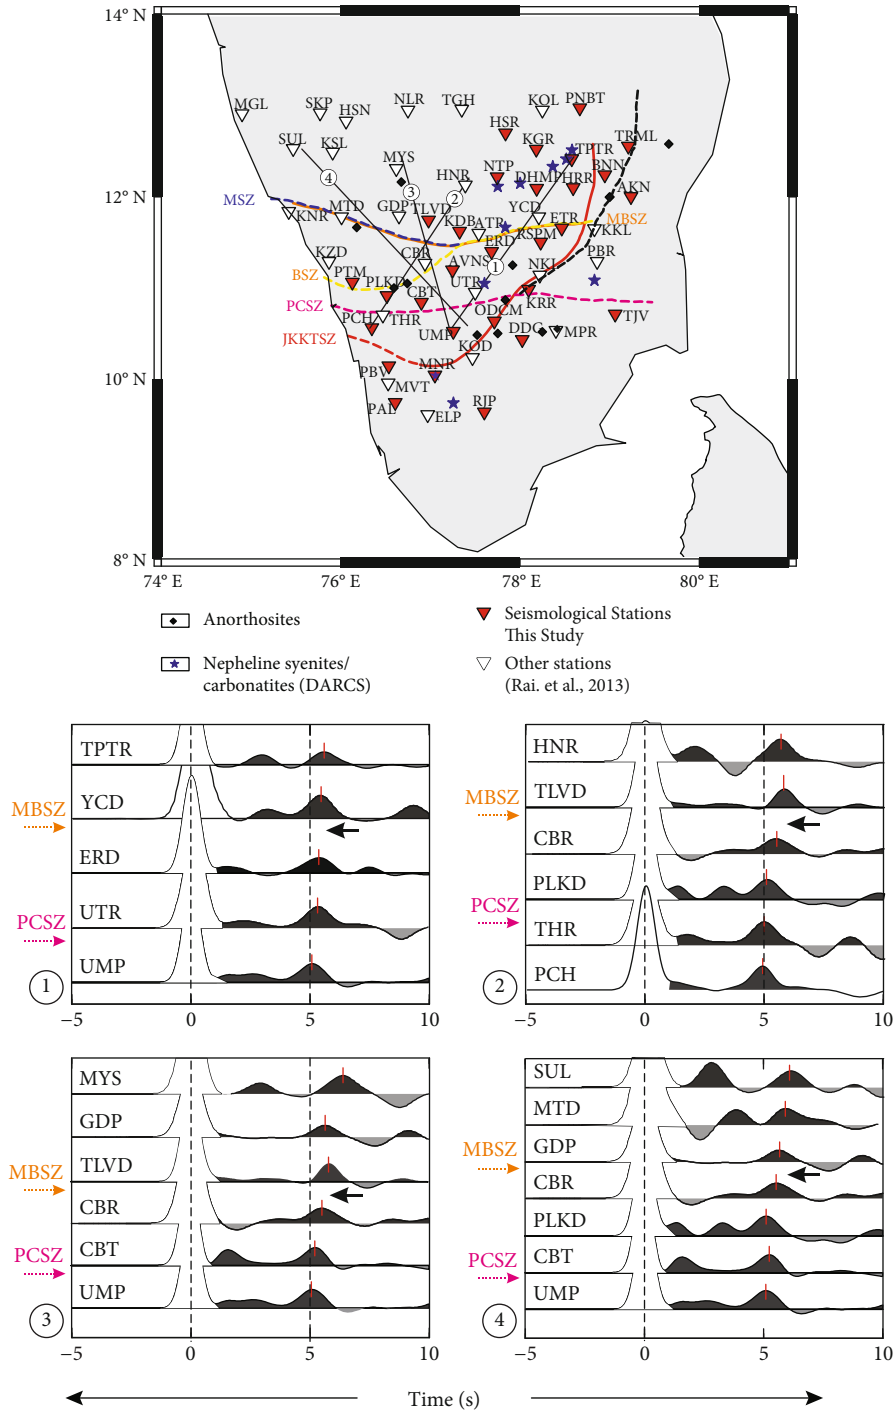 14° N
MGL
SKP
HSN
NLR
TGH
KOL
PNBT
HSR
SUL
KSL
MYS
KGR
TPTR
TRML
BNN
NTP
DHMP
HRR
AKN
HNR
4
3
2
12° N
MSZ
KNR
MTD
GDP
TLVD
KDB
ATR
YCD
ETR
MBSZ
KKL
ERD
RSPM
KZD
CBR
AVNS
1
NKL
PBR
BSZ
PTM
PLKD
CBT
UTR
PCSZ
KRR
PCH
THR
ODCM
TJV
UMP
DDG
MPR
JKKTSZ
KOD
10° N
PBV
MNR
MVT
PAL
ELP
RJP
8° N
74° E
76° E
78° E
80° E
Anorthosites
Nepheline syenites/
carbonatites (DARCS)
Seismological Stations
This Study
Other stations
(Rai. et al., 2013)
TPTR
YCD
MBSZ
ERD
UTR
PCSZ
UMP
1
−5
0
5
10
HNR
TLVD
MBSZ
CBR
PLKD
PCSZ
THR
PCH
2
−5
0
5
10
MYS
GDP
TLVD
MBSZ
CBR
CBT
PCSZ
UMP
3
−5
0
5
10
SUL
MTD
GDP
MBSZ
CBR
PLKD
CBT
PCSZ
UMP
4
−5
0
5
10
Time (s)